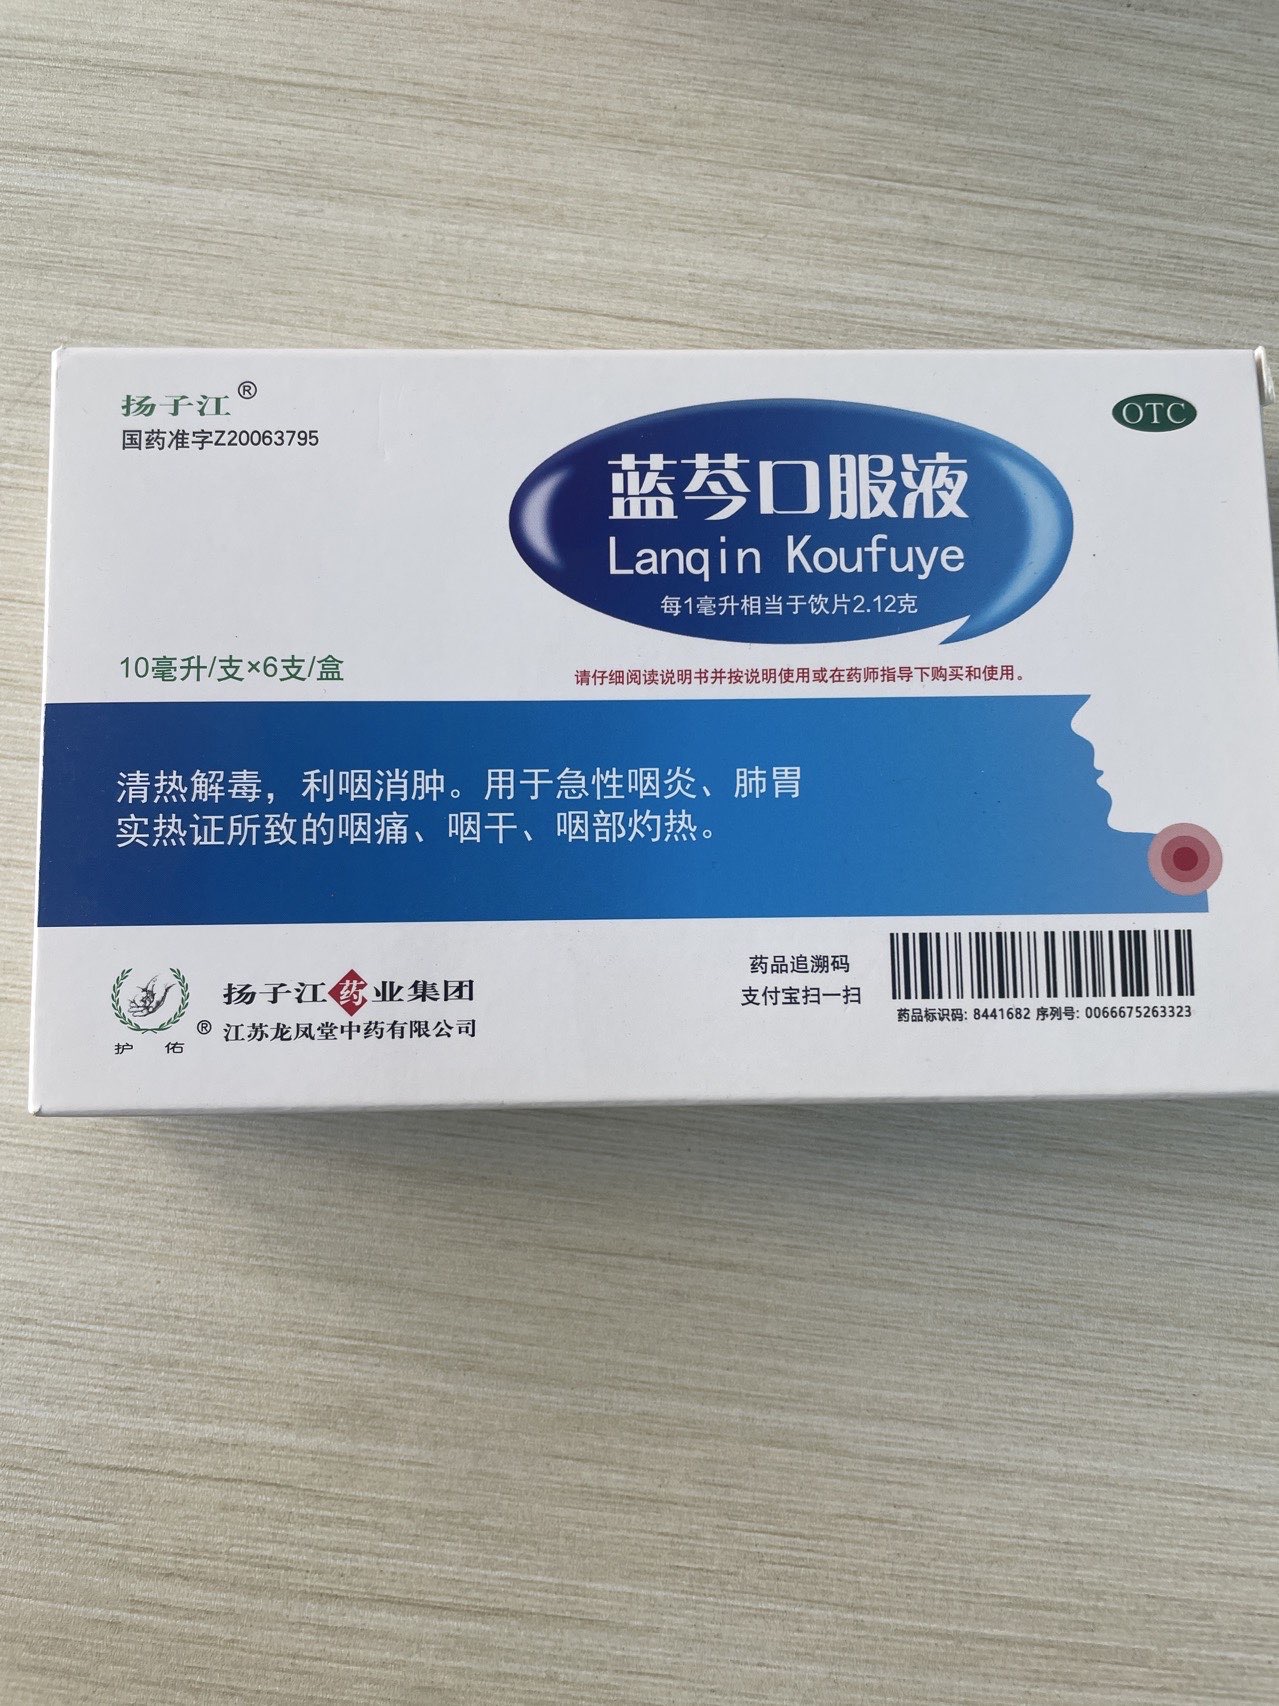 扬子江®
国药准字Z20063795
OTC
蓝芩口服液
Lanqin Koufuye
每1毫升相当于饮片2.12克
10毫升/支×6支/盒
请仔细阅读说明书并按说明使用或在药师指导下购买和使用。
清热解毒，利咽消肿。用于急性咽炎、肺胃
实热证所致的咽痛、咽干、咽部灼热。
护佑®
扬子江药业集团
江苏龙凤堂中药有限公司
药品追溯码
支付宝扫一扫
药品标识码: 8441682 序列号: 0066675263323